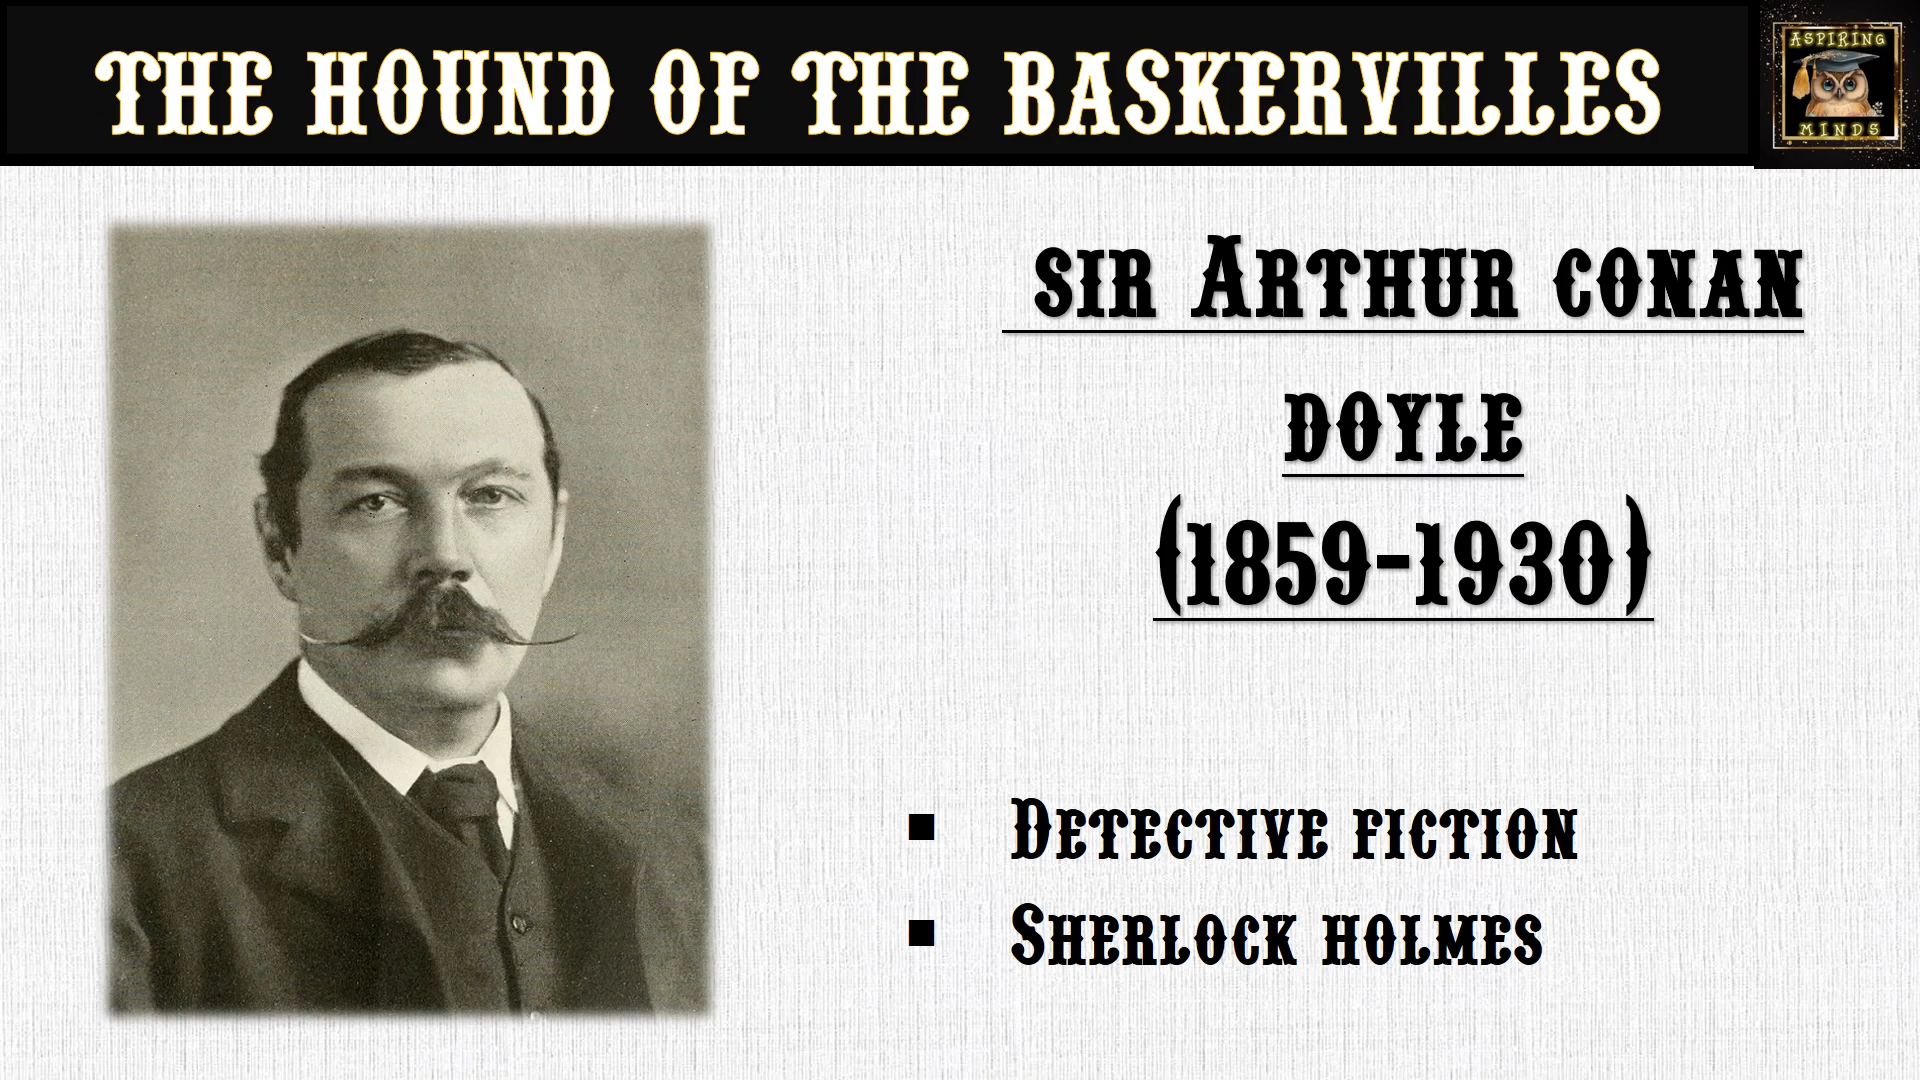 THE HOUND OF THE BASKERVILLES
ASPIRING
MINDS
SIR ARTHUR CONAN
DOYLE
(1859-1930)
▪ DETECTIVE FICTION
▪ SHERLOCK HOLMES